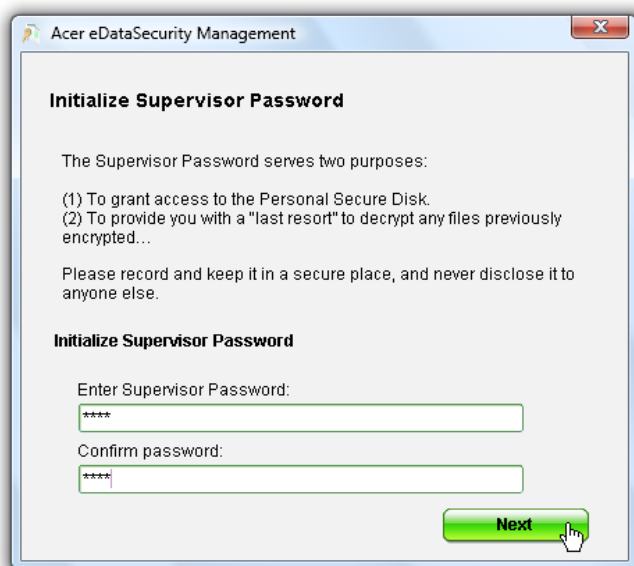 Acer eDataSecurity Management
Initialize Supervisor Password
The Supervisor Password serves two purposes:
(1) To grant access to the Personal Secure Disk.
(2) To provide you with a "last resort" to decrypt any files previously
encrypted...
Please record and keep it in a secure place, and never disclose it to
anyone else.
Initialize Supervisor Password
Enter Supervisor Password:
****
Confirm password:
****
Next